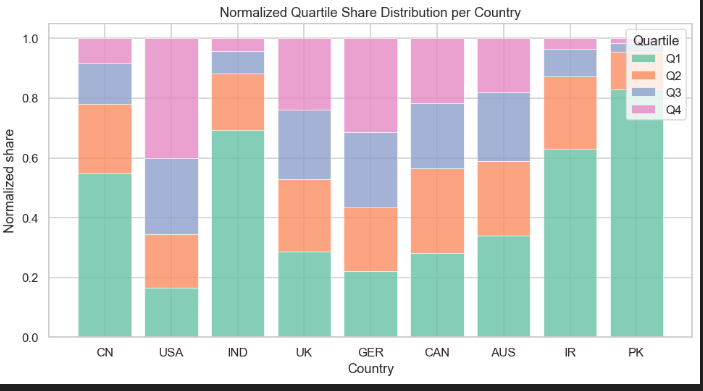 Normalized Quartile Share Distribution per Country
Normalized share
1.0
0.8
0.6
0.4
0.2
0.0
Quartile
Q1
Q2
Q3
Q4
CN USA IND UK GER CAN AUS IR PK
Country